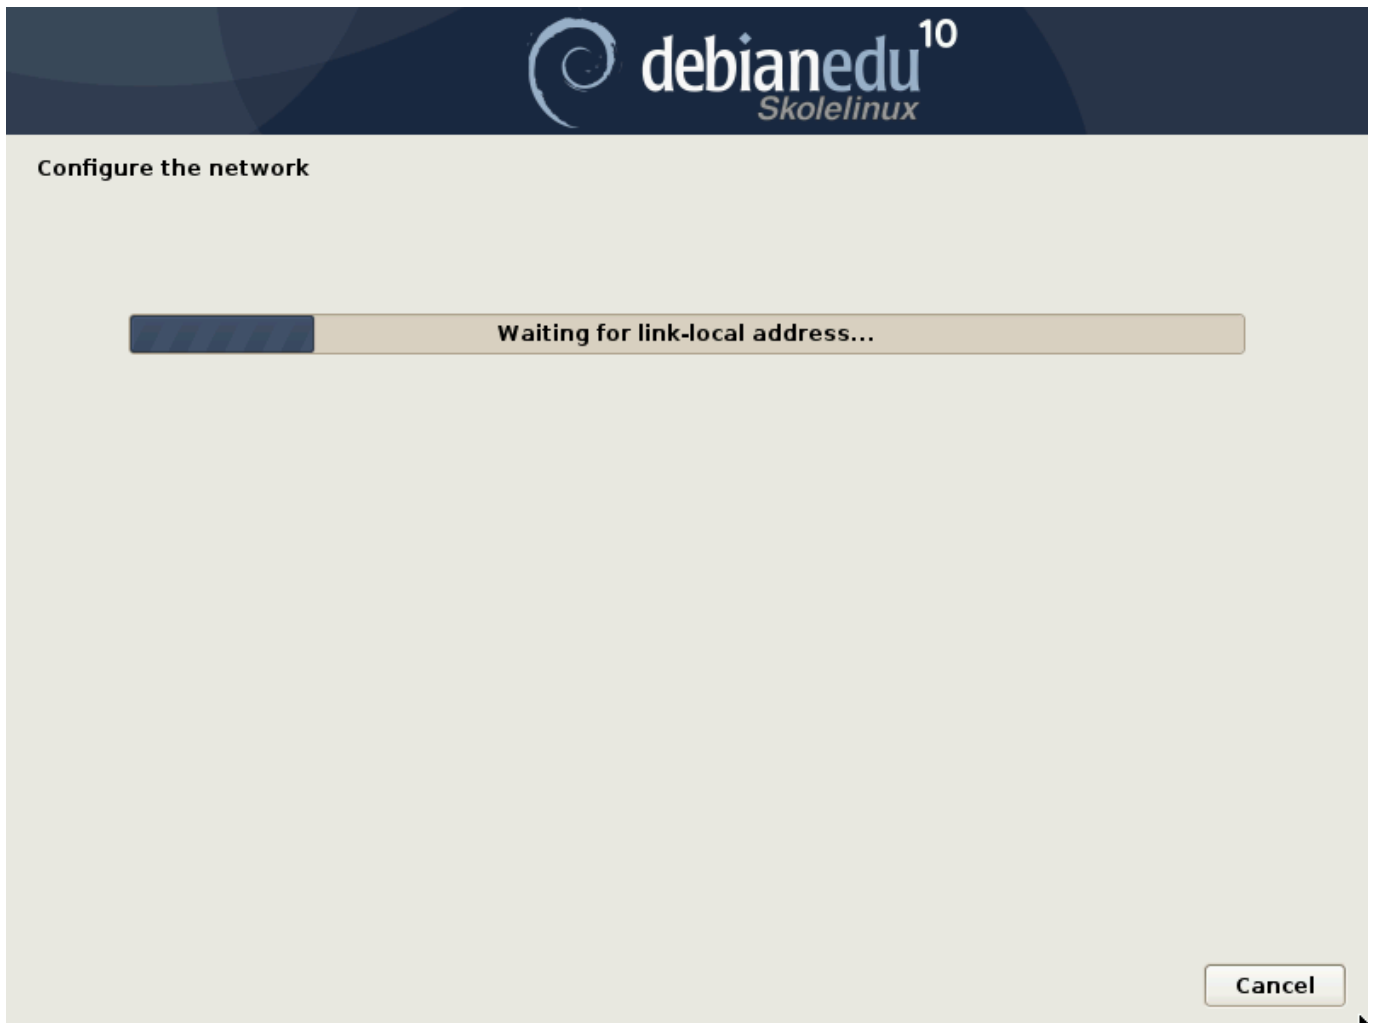 debianedu 10
Skolelinux
Configure the network
Waiting for link-local address...
Cancel